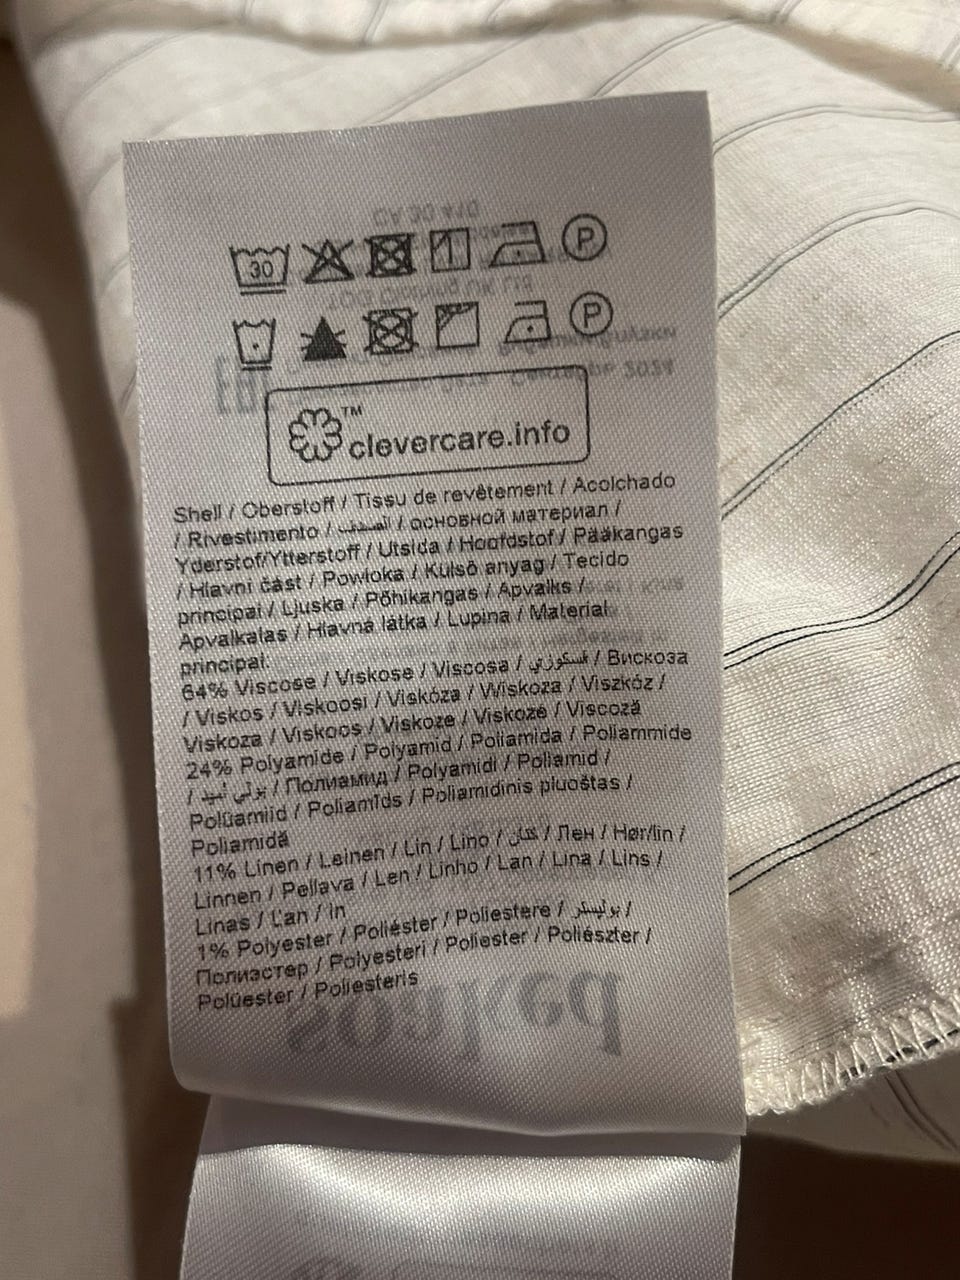 30 P
P
™
clevercare.info
Shell / Oberstoff / Tissu de revêtement / Acolchado
/ Rivestimento / الصدف / основной материал /
Yderstof/Ytterstoff / Utsida / Hoofdstof / Pääkangas
/ Hlavní část / Powłoka / Külső anyag / Tecido
principal / Ljuska / Põhikangas / Apvalks /
Apvalkalas / Hlavná látka / Lupina / Material
principal:
64% Viscose / Viskose / Viscosa / فسكوزي / Вискоза
/ Viskos / Viskoosi / Viskóza / Wiskoza / Viszkóz /
Viskoza / Viskoos / Viskoze / Viskozė / Viscoză
24% Polyamide / Polyamid / Poliamida / Poliammide
/ بولي أميد / Полиамид / Polyamidi / Poliamid /
Polüamiid / Poliamīds / Poliamidinis pluoštas /
Poliamidă
11% Linen / Leinen / Lin / Lino / كتان / Лен / Hør/lin /
Linnen / Pellava / Len / Linho / Lan / Lina / Lins /
Linas / Ľan / in
1% Polyester / Poliéster / Poliestere / بوليستر /
Полиэстер / Polyesteri / Poliester / Poliészter /
Polüester / Poliesteris
soaked